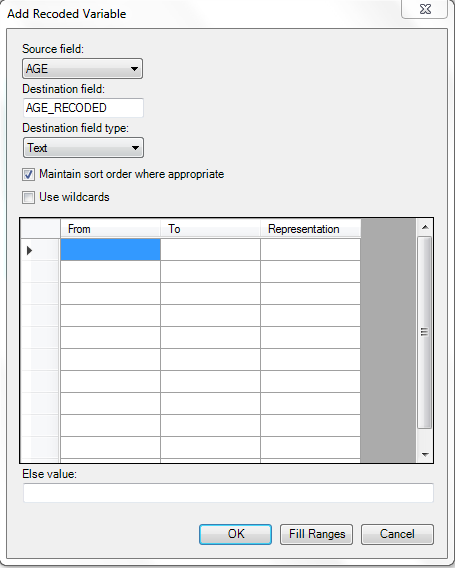 Add Recoded Variable
Source field:
AGE
Destination field:
AGE_RECODED
Destination field type:
Text
Maintain sort order where appropriate
Use wildcards
From To Representation
Else value:
OK Fill Ranges Cancel